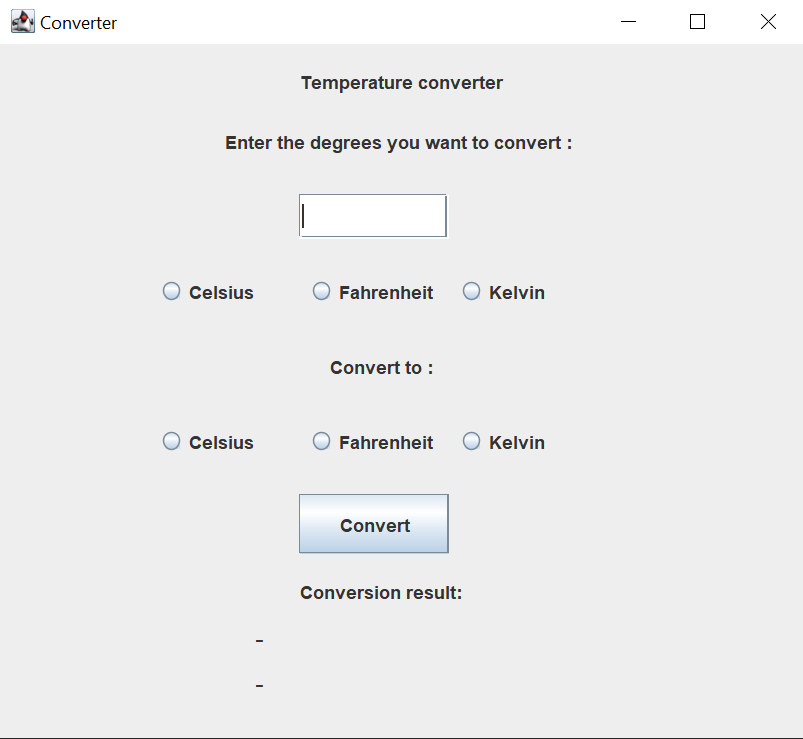 Converter
Temperature converter
Enter the degrees you want to convert :
Celsius Fahrenheit Kelvin
Convert to :
Celsius Fahrenheit Kelvin
Convert
Conversion result:
-
-